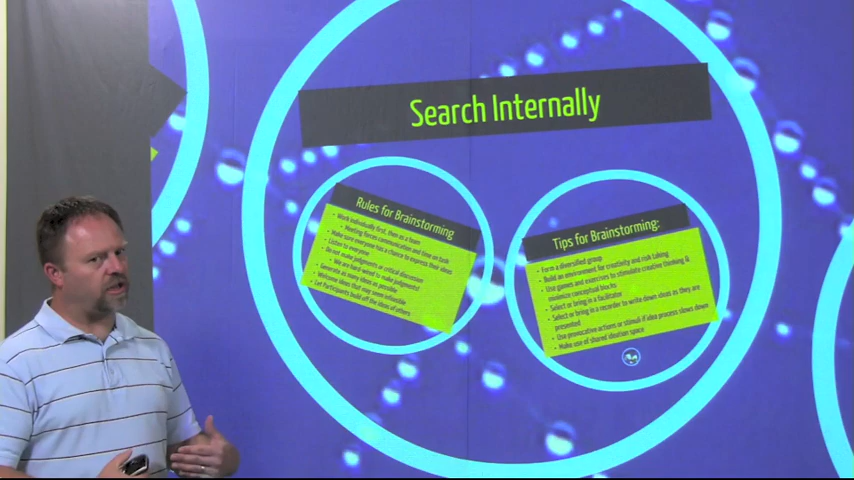 Search Internally
Rules for Brainstorming
- Work individually first, then as a team
- Meeting forces communication and time on task
- Make sure everyone has a chance to express their ideas
- Listen to everyone
- Do not make judgments or critical discussion
- We are hard-wired to make judgments!
- Generate as many ideas as possible
- Welcome ideas that may seem infeasible
- Let Participants build off the ideas of others
Tips for Brainstorming:
- Form a diversified group
- Build an environment for creativity and risk taking
- Use games and exercises to stimulate creative thinking &
minimize conceptual blocks
- Select or bring in a facilitator
- Select or bring in a recorder to write down ideas as they are
presented
- Use provocative actions or stimuli if idea process slows down
- Make use of shared ideation space